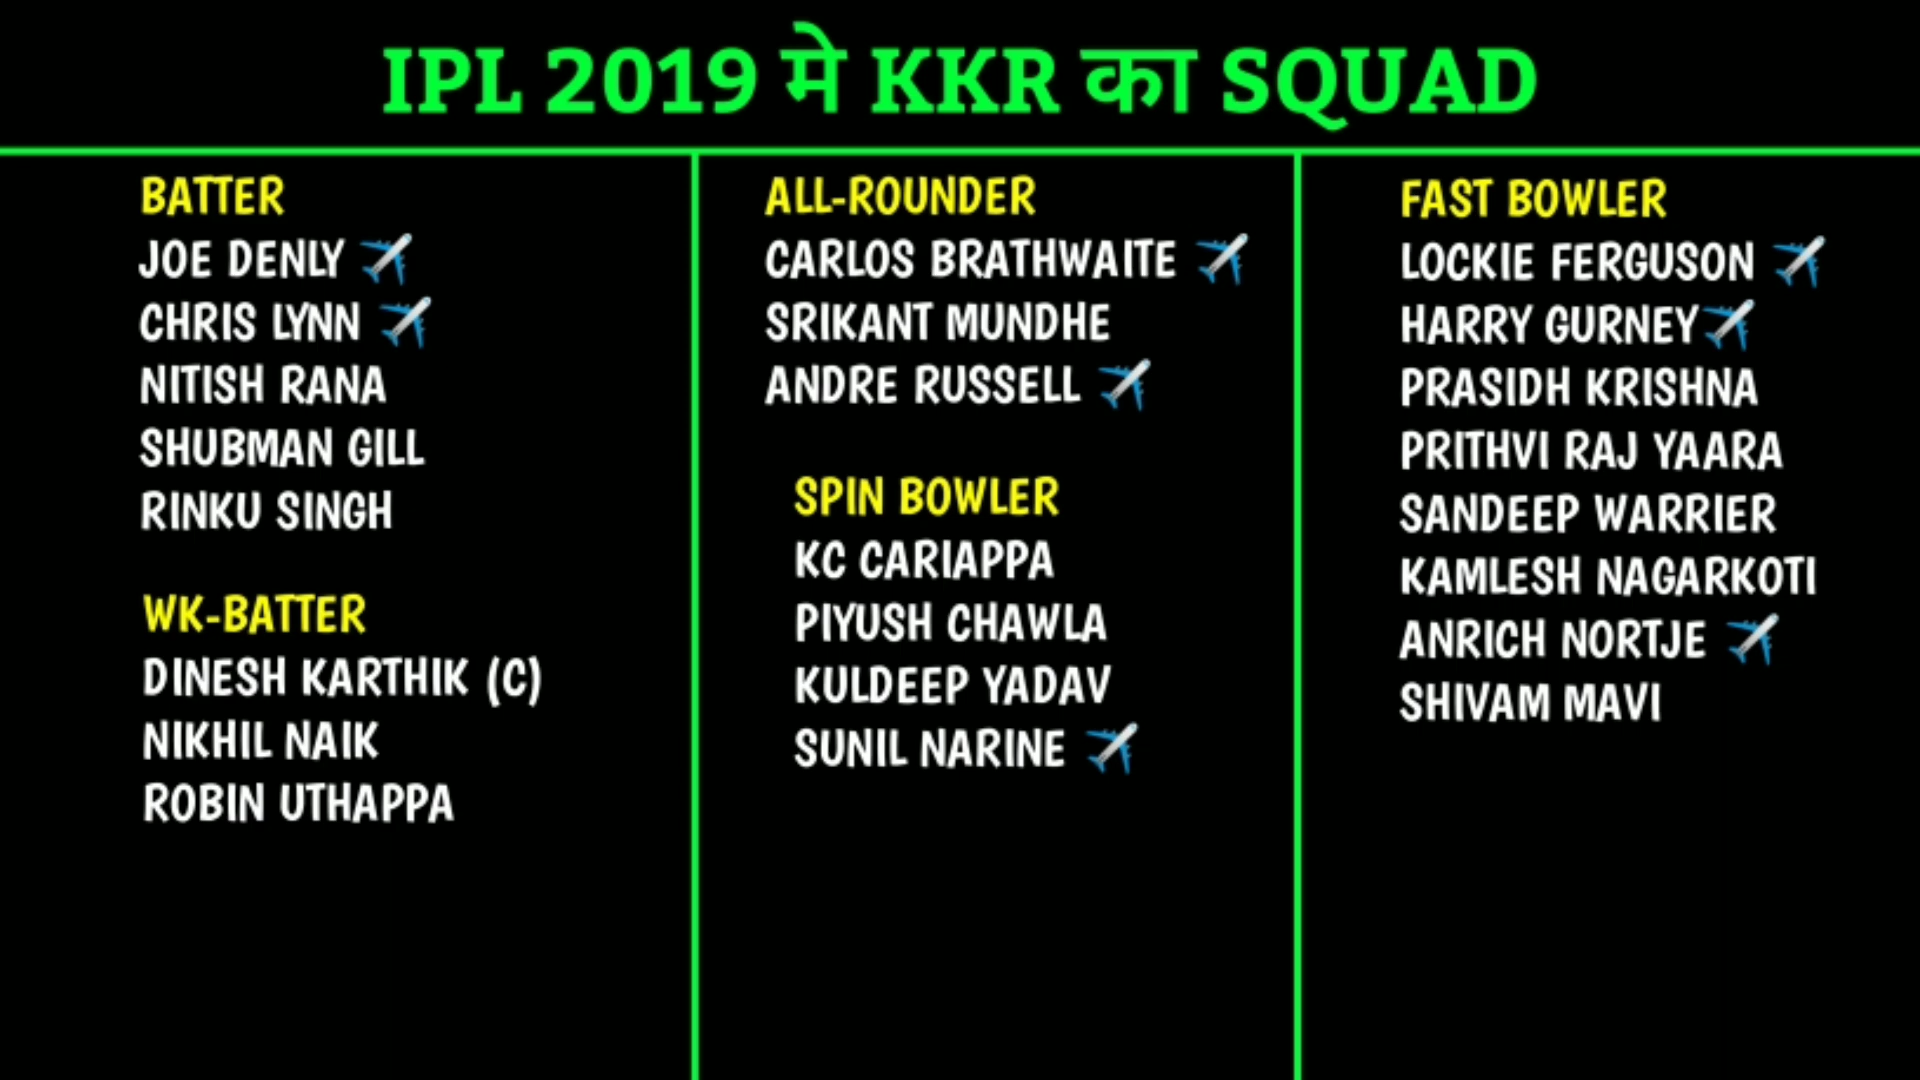 IPL 2019 मे KKR का SQUAD
BATTER
JOE DENLY ✈️
CHRIS LYNN ✈️
NITISH RANA
SHUBMAN GILL
RINKU SINGH
WK-BATTER
DINESH KARTHIK (C)
NIKHIL NAIK
ROBIN UTHAPPA
ALL-ROUNDER
CARLOS BRATHWAITE ✈️
SRIKANT MUNDHE
ANDRE RUSSELL ✈️
SPIN BOWLER
KC CARIAPPA
PIYUSH CHAWLA
KULDEEP YADAV
SUNIL NARINE ✈️
FAST BOWLER
LOCKIE FERGUSON ✈️
HARRY GURNEY✈️
PRASIDH KRISHNA
PRITHVI RAJ YAARA
SANDEEP WARRIER
KAMLESH NAGARKOTI
ANRICH NORTJE ✈️
SHIVAM MAVI